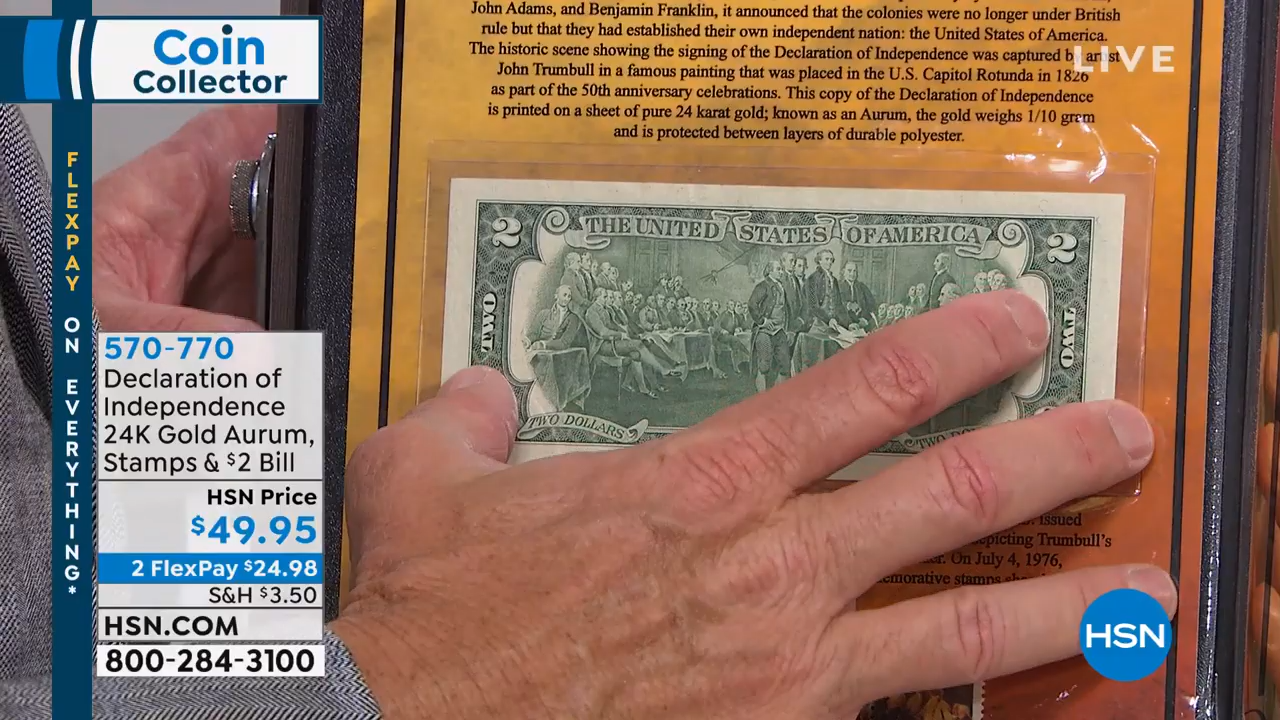 Coin
Collector
LIVE
FLEXPAY ON EVERYTHING*
John Adams, and Benjamin Franklin, it announced that the colonies were no longer under British
rule but that they had established their own independent nation: the United States of America.
The historic scene showing the signing of the Declaration of Independence was captured by artist
John Trumbull in a famous painting that was placed in the U.S. Capitol Rotunda in 1826
as part of the 50th anniversary celebrations. This copy of the Declaration of Independence
is printed on a sheet of pure 24 karat gold; known as an Aurum, the gold weighs 1/10 gram
and is protected between layers of durable polyester.
2 THE UNITED STATES OF AMERICA 2
TWO TWO
TWO DOLLARS
issued
depicting Trumbull's
On July 4, 1976,
stamps
570-770
Declaration of
Independence
24K Gold Aurum,
Stamps & $2 Bill
HSN Price
$49.95
2 FlexPay $24.98
S&H $3.50
HSN.COM
800-284-3100
HSN